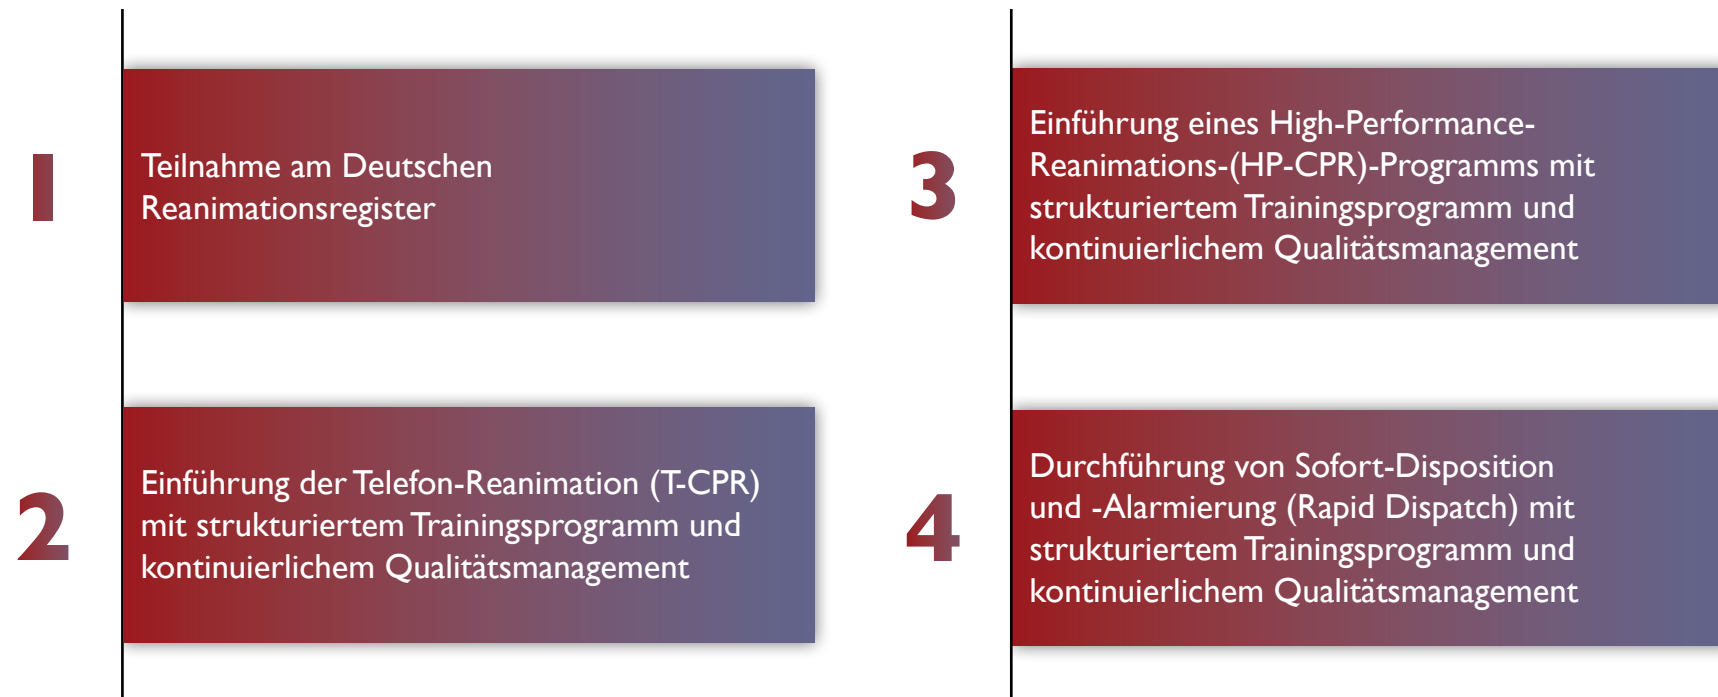 1
Teilnahme am Deutschen
Reanimationsregister
2
Einführung der Telefon-Reanimation (T-CPR)
mit strukturiertem Trainingsprogramm und
kontinuierlichem Qualitätsmanagement
3
Einführung eines High-Performance-
Reanimations-(HP-CPR)-Programms mit
strukturiertem Trainingsprogramm und
kontinuierlichem Qualitätsmanagement
4
Durchführung von Sofort-Disposition
und -Alarmierung (Rapid Dispatch) mit
strukturiertem Trainingsprogramm und
kontinuierlichem Qualitätsmanagement